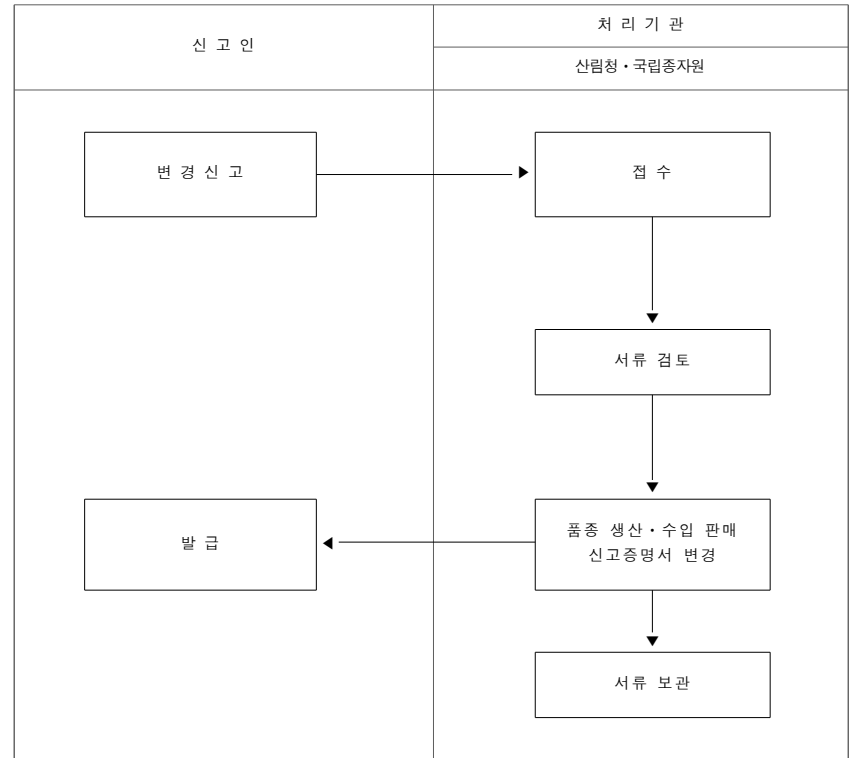 신 고 인
처 리 기 관
산림청・국립종자원
변 경 신 고
접 수
서류 검토
품종 생산・수입 판매
신고증명서 변경
발 급
서류 보관